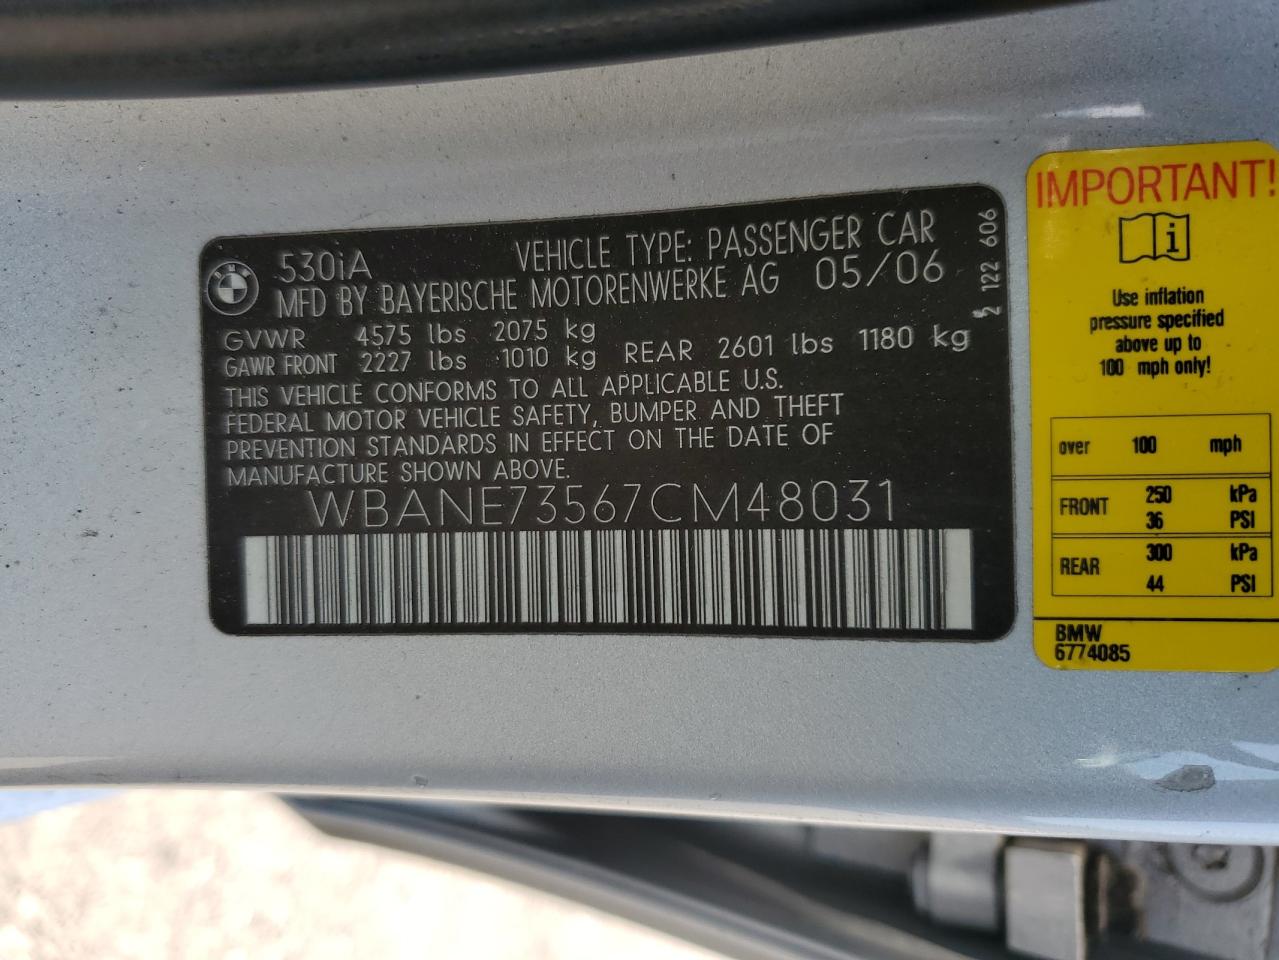 530iA VEHICLE TYPE: PASSENGER CAR
MFD BY BAYERISCHE MOTORENWERKE AG 05/06
GVWR 4575 lbs 2075 kg
GAWR FRONT 2227 lbs 1010 kg REAR 2601 lbs 1180 kg
THIS VEHICLE CONFORMS TO ALL APPLICABLE U.S.
FEDERAL MOTOR VEHICLE SAFETY, BUMPER AND THEFT
PREVENTION STANDARDS IN EFFECT ON THE DATE OF
MANUFACTURE SHOWN ABOVE.
WBANE73567CM48031
2 122 606
IMPORTANT!
i
Use inflation
pressure specified
above up to
100 mph only!
over 100 mph
FRONT 250 kPa
36 PSI
REAR 300 kPa
44 PSI
BMW
6774085